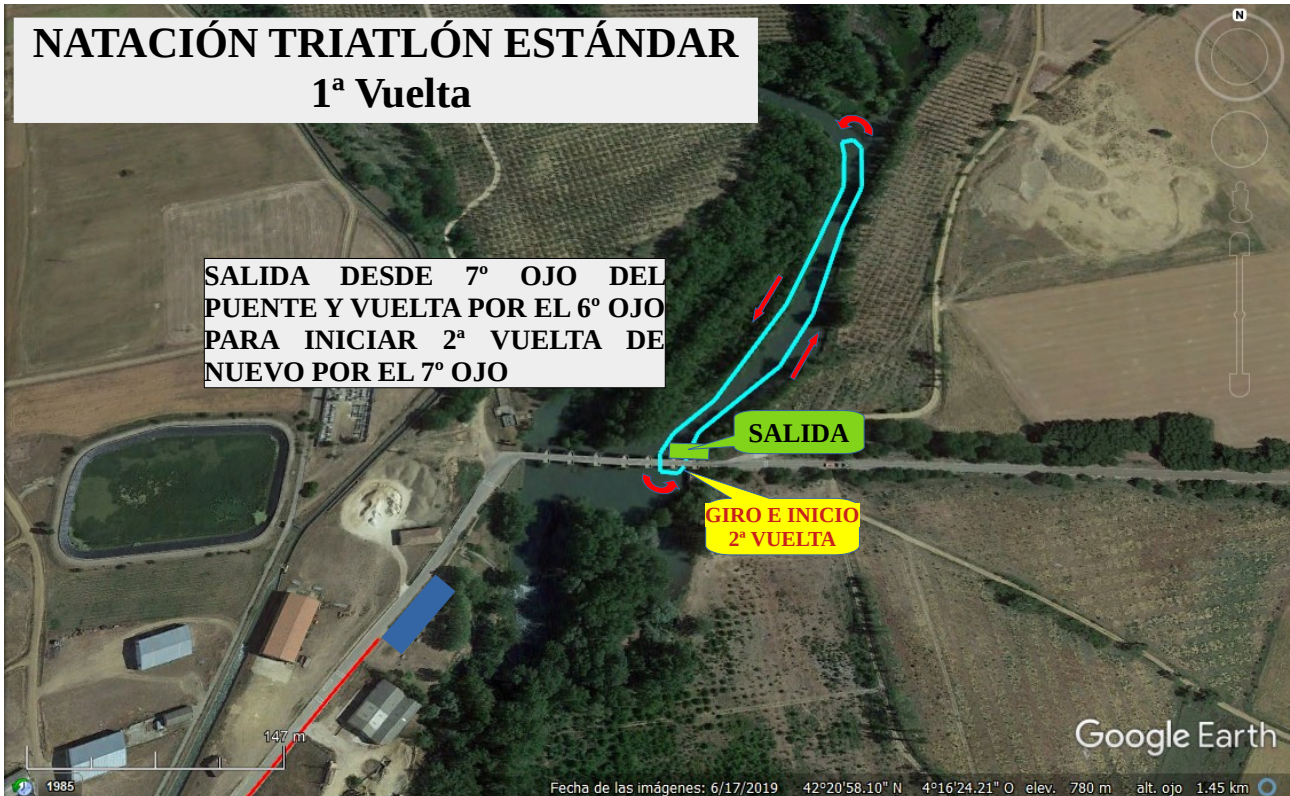 NATACIÓN TRIATLÓN ESTÁNDAR
1ª Vuelta
N
SALIDA DESDE 7º OJO DEL
PUENTE Y VUELTA POR EL 6º OJO
PARA INICIAR 2ª VUELTA DE
NUEVO POR EL 7º OJO
SALIDA
GIRO E INICIO
2ª VUELTA
147 m
Google Earth
1985
Fecha de las imágenes: 6/17/2019 42°20'58.10" N 4°16'24.21" O elev. 780 m alt. ojo 1.45 km